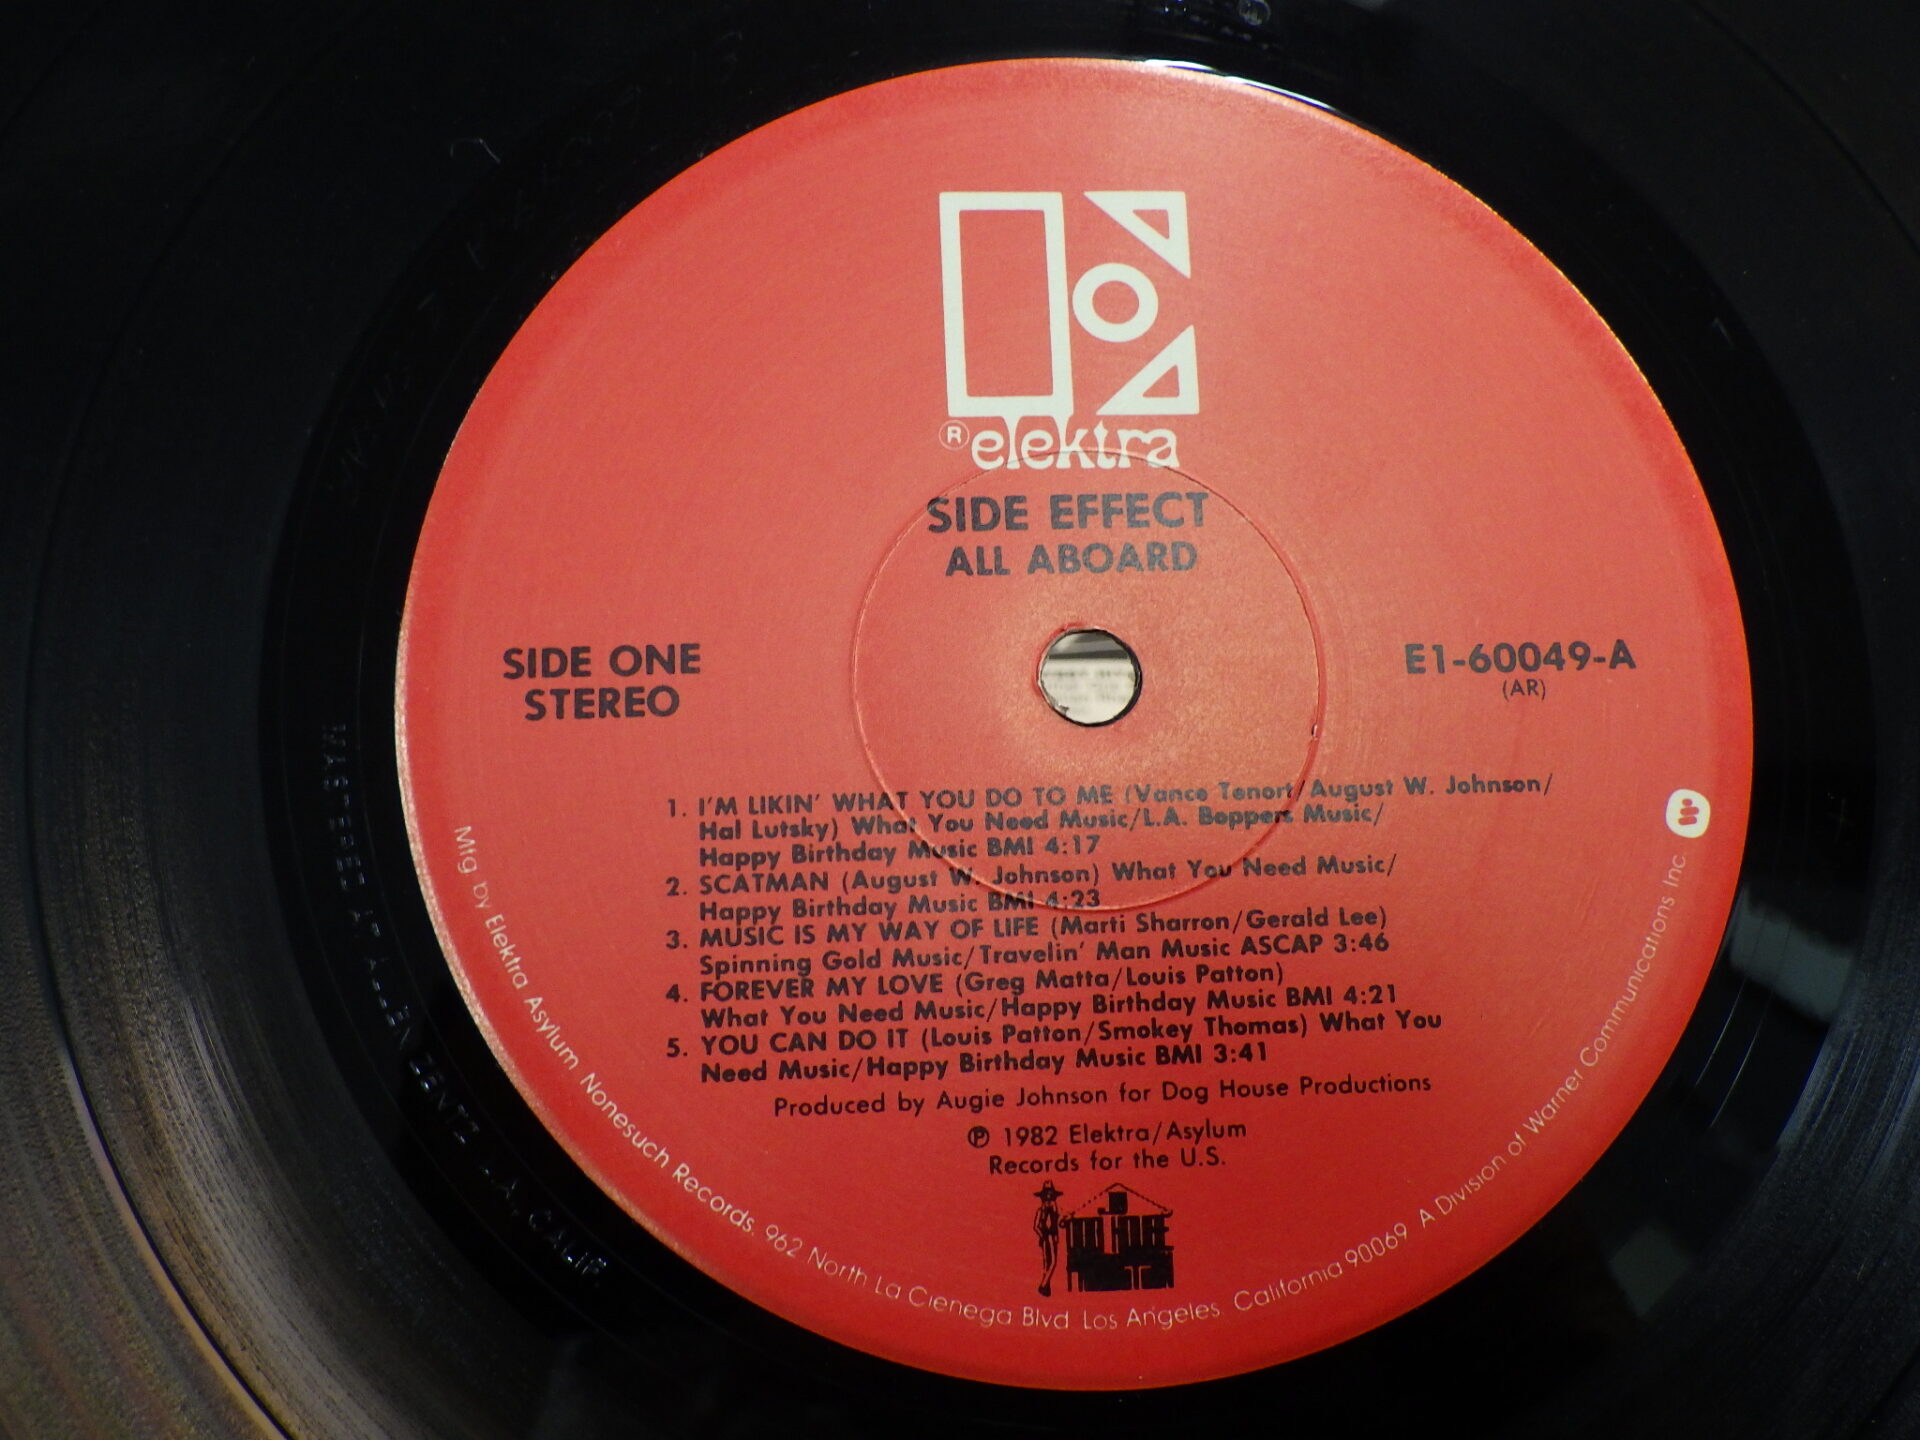 ® elektra
SIDE EFFECT
ALL ABOARD
SIDE ONE
STEREO
E1-60049-A
(AR)
1. I'M LIKIN' WHAT YOU DO TO ME (Vance Tenort/August W. Johnson/
Hal Lutsky) What You Need Music/L.A. Boppers Music/
Happy Birthday Music BMI 4:17
2. SCATMAN (August W. Johnson) What You Need Music/
Happy Birthday Music BMI 4:23
3. MUSIC IS MY WAY OF LIFE (Marti Sharron/Gerald Lee)
Spinning Gold Music/Travelin' Man Music ASCAP 3:46
4. FOREVER MY LOVE (Greg Matta/Louis Patton)
What You Need Music/Happy Birthday Music BMI 4:21
5. YOU CAN DO IT (Louis Patton/Smokey Thomas) What You
Need Music/Happy Birthday Music BMI 3:41
Produced by Augie Johnson for Dog House Productions
℗ 1982 Elektra/Asylum
Records for the U.S.
Mfg. by Elektra Asylum Nonesuch Records. 962 North La Cienega Blvd Los Angeles California 90069 A Division of Warner Communications Inc.
MASTERED AT ALLEN ZENTZ L.A., CALIF